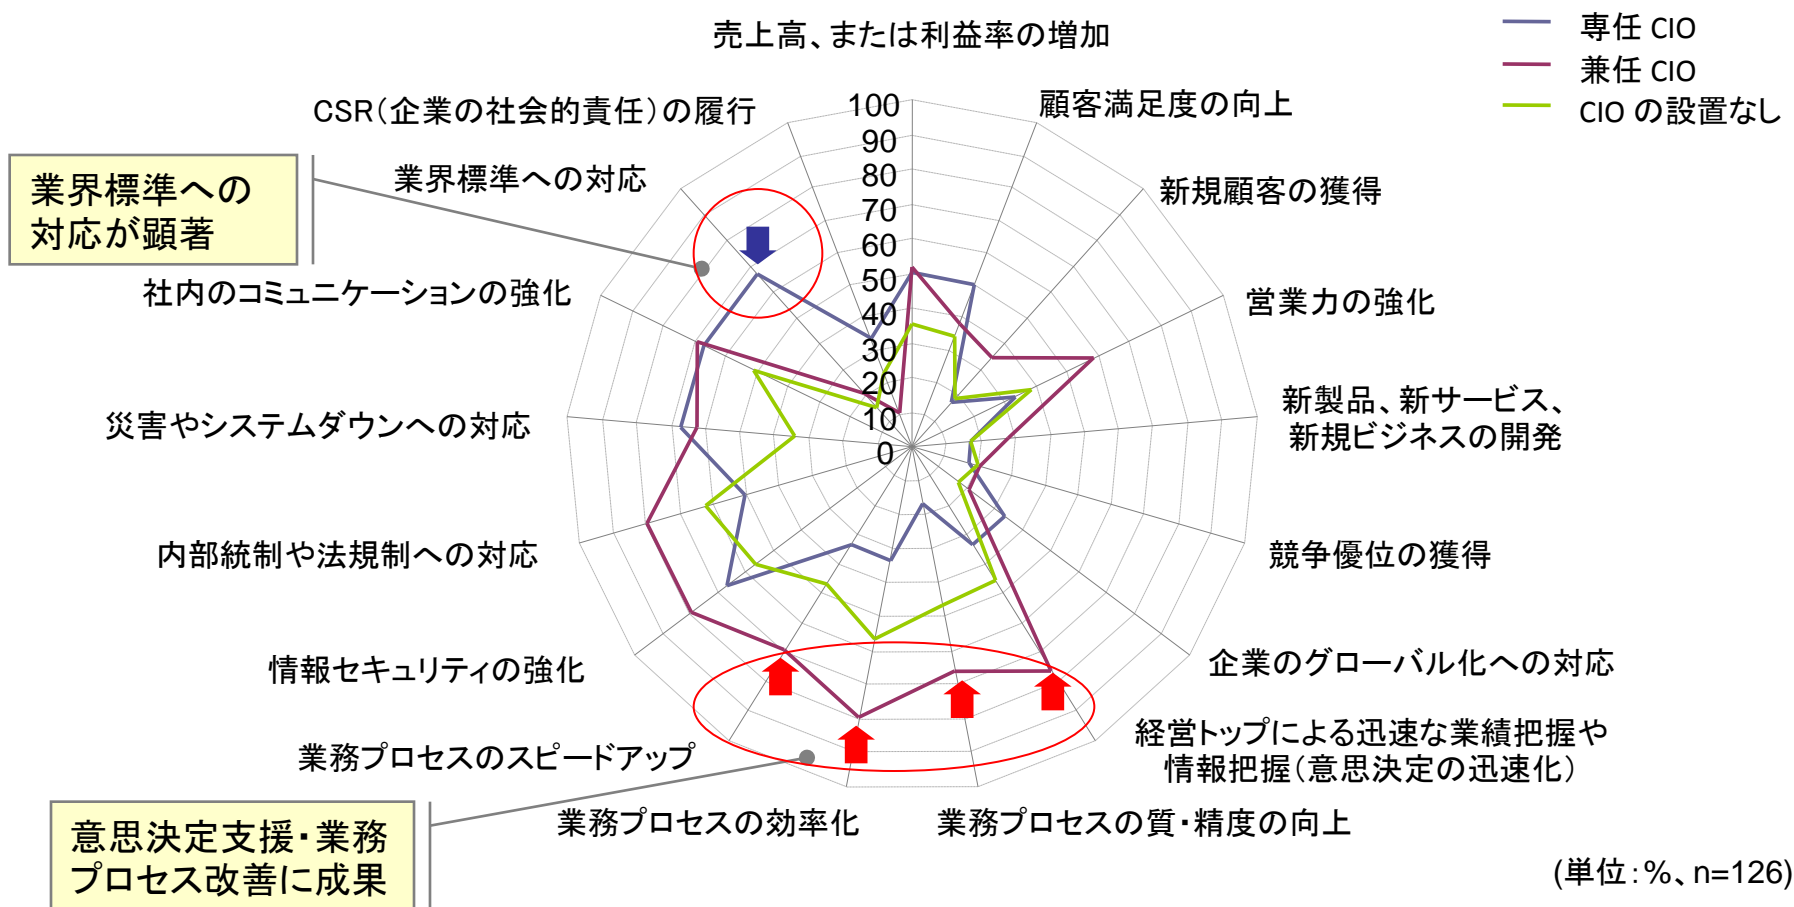 売上高、または利益率の増加
専任 CIO
兼任 CIO
CIO の設置なし
CSR(企業の社会的責任)の履行
顧客満足度の向上
業界標準への対応
新規顧客の獲得
業界標準への
対応が顕著
社内のコミュニケーションの強化
営業力の強化
災害やシステムダウンへの対応
新製品、新サービス、
新規ビジネスの開発
内部統制や法規制への対応
競争優位の獲得
情報セキュリティの強化
企業のグローバル化への対応
業務プロセスのスピードアップ
経営トップによる迅速な業績把握や
情報把握(意思決定の迅速化)
業務プロセスの効率化
業務プロセスの質・精度の向上
意思決定支援・業務
プロセス改善に成果
100
90
80
70
60
50
40
30
20
10
0
(単位:%、n=126)